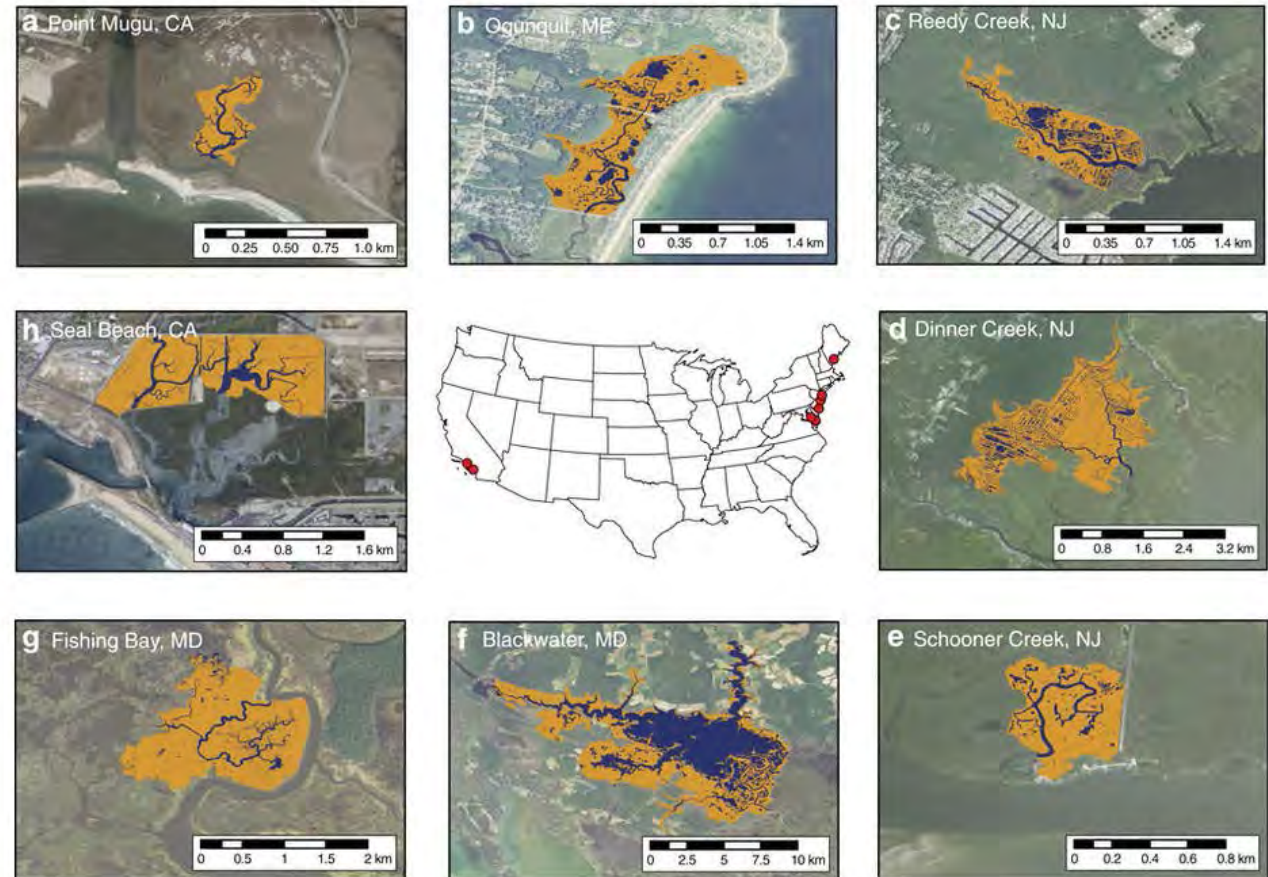 a Point Mugu, CA
0 0.25 0.50 0.75 1.0 km
b Ogunquit, ME
0 0.35 0.7 1.05 1.4 km
c Reedy Creek, NJ
0 0.35 0.7 1.05 1.4 km
h Seal Beach, CA
0 0.4 0.8 1.2 1.6 km
d Dinner Creek, NJ
0 0.8 1.6 2.4 3.2 km
g Fishing Bay, MD
0 0.5 1 1.5 2 km
f Blackwater, MD
0 2.5 5 7.5 10 km
e Schooner Creek, NJ
0 0.2 0.4 0.6 0.8 km